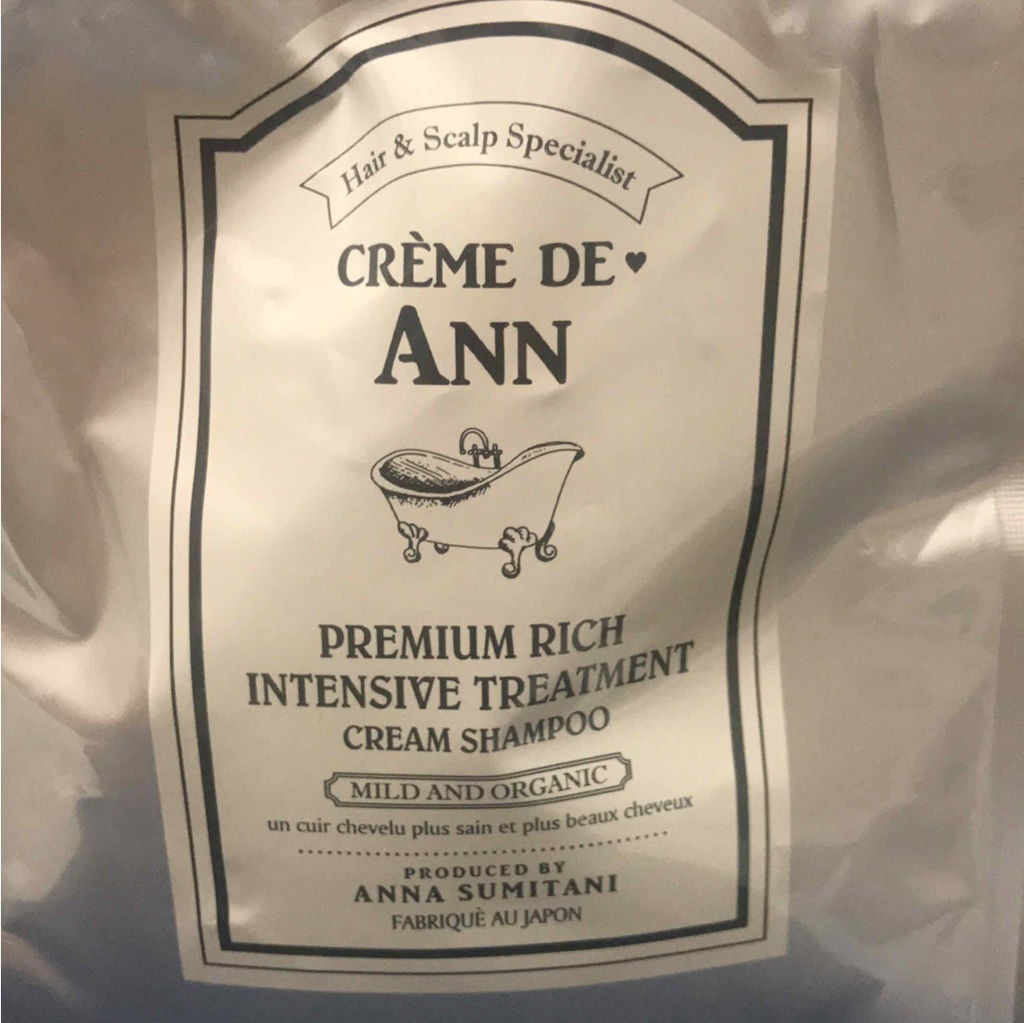 Hair & Scalp Specialist
CRÈME DE♥
ANN
PREMIUM RICH
INTENSIVE TREATMENT
CREAM SHAMPOO
MILD AND ORGANIC
un cuir chevelu plus sain et plus beaux cheveux
PRODUCED BY
ANNA SUMITANI
FABRIQUÈ AU JAPON